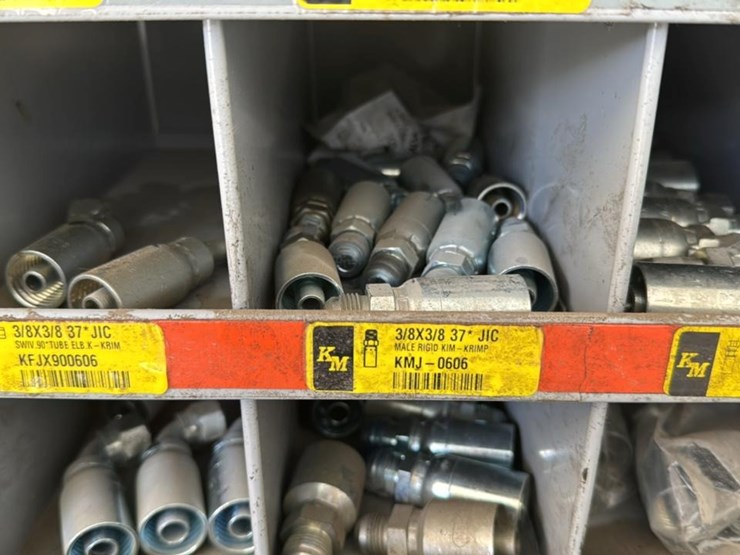 3/8X3/8 37° JIC
SWIV. 90°TUBE ELB. K-KRIM
KFJX900606
KM
3/8X3/8 37° JIC
MALE RIGID KIM-KRIMP
KMJ-0606
KM